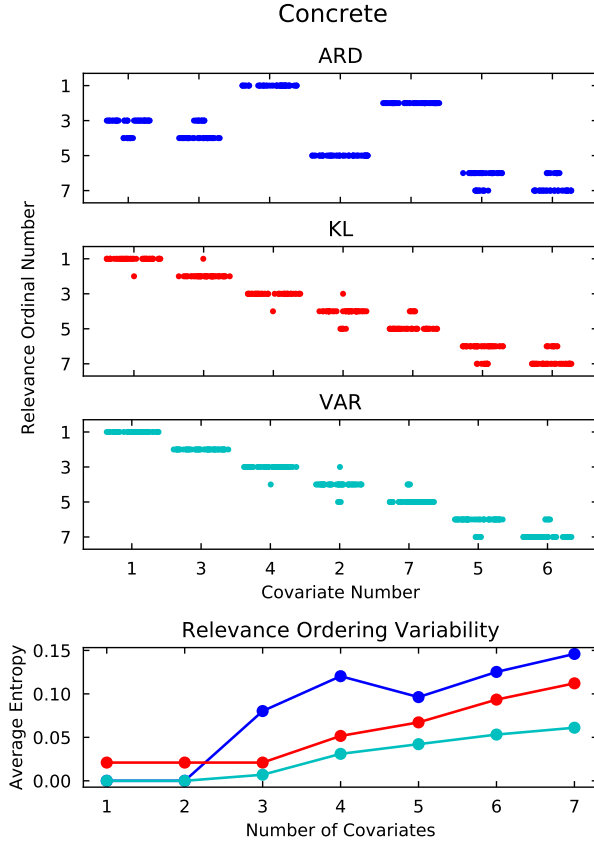 Concrete
ARD
1
3
5
7
KL
1
3
5
7
VAR
1
3
5
7
Relevance Ordinal Number
1 3 4 2 7 5 6
Covariate Number
Relevance Ordering Variability
0.15
0.10
0.05
0.00
Average Entropy
1 2 3 4 5 6 7
Number of Covariates